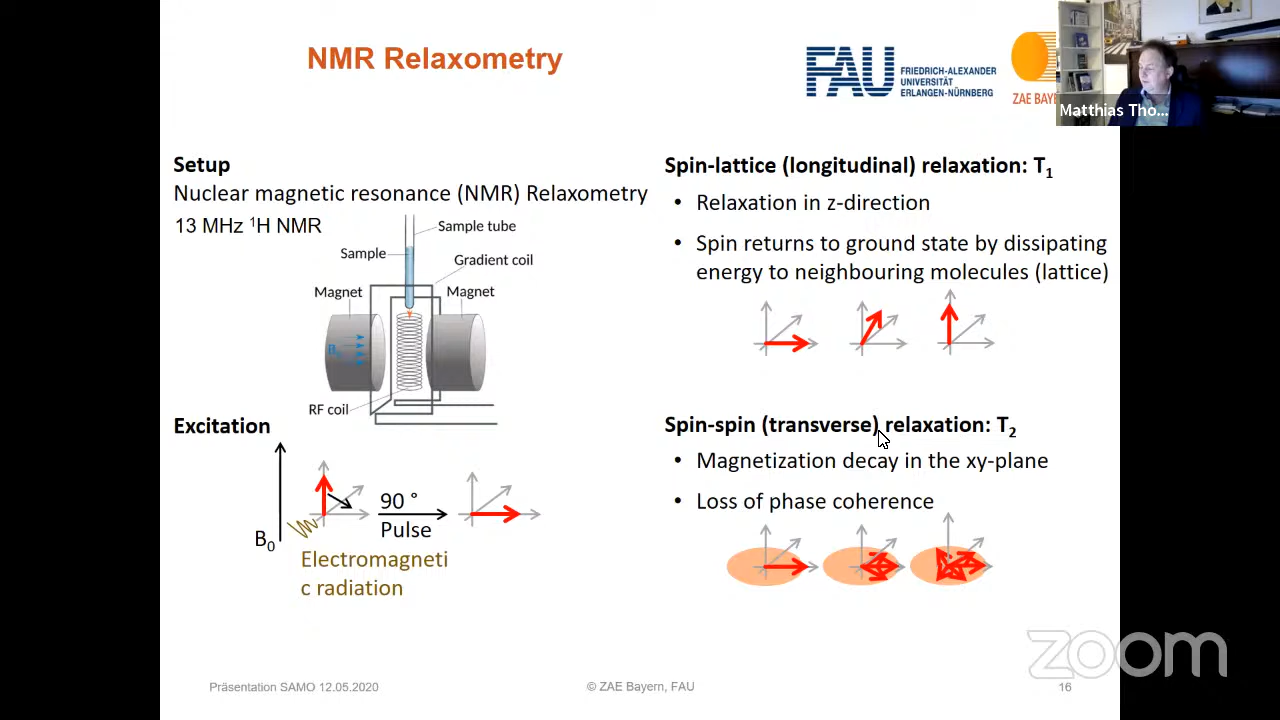 NMR Relaxometry
FAU
FRIEDRICH-ALEXANDER
UNIVERSITÄT
ERLANGEN-NÜRNBERG
ZAE BAYE
Matthias Tho...
Setup
Nuclear magnetic resonance (NMR) Relaxometry
13 MHz ¹H NMR
Sample tube
Sample
Gradient coil
Magnet
Magnet
B₀
RF coil
Excitation
B₀
90 °
Pulse
Electromagneti
c radiation
Spin-lattice (longitudinal) relaxation: T₁
• Relaxation in z-direction
• Spin returns to ground state by dissipating
energy to neighbouring molecules (lattice)
Spin-spin (transverse) relaxation: T₂
• Magnetization decay in the xy-plane
• Loss of phase coherence
zoom
Präsentation SAMO 12.05.2020
© ZAE Bayern, FAU
16